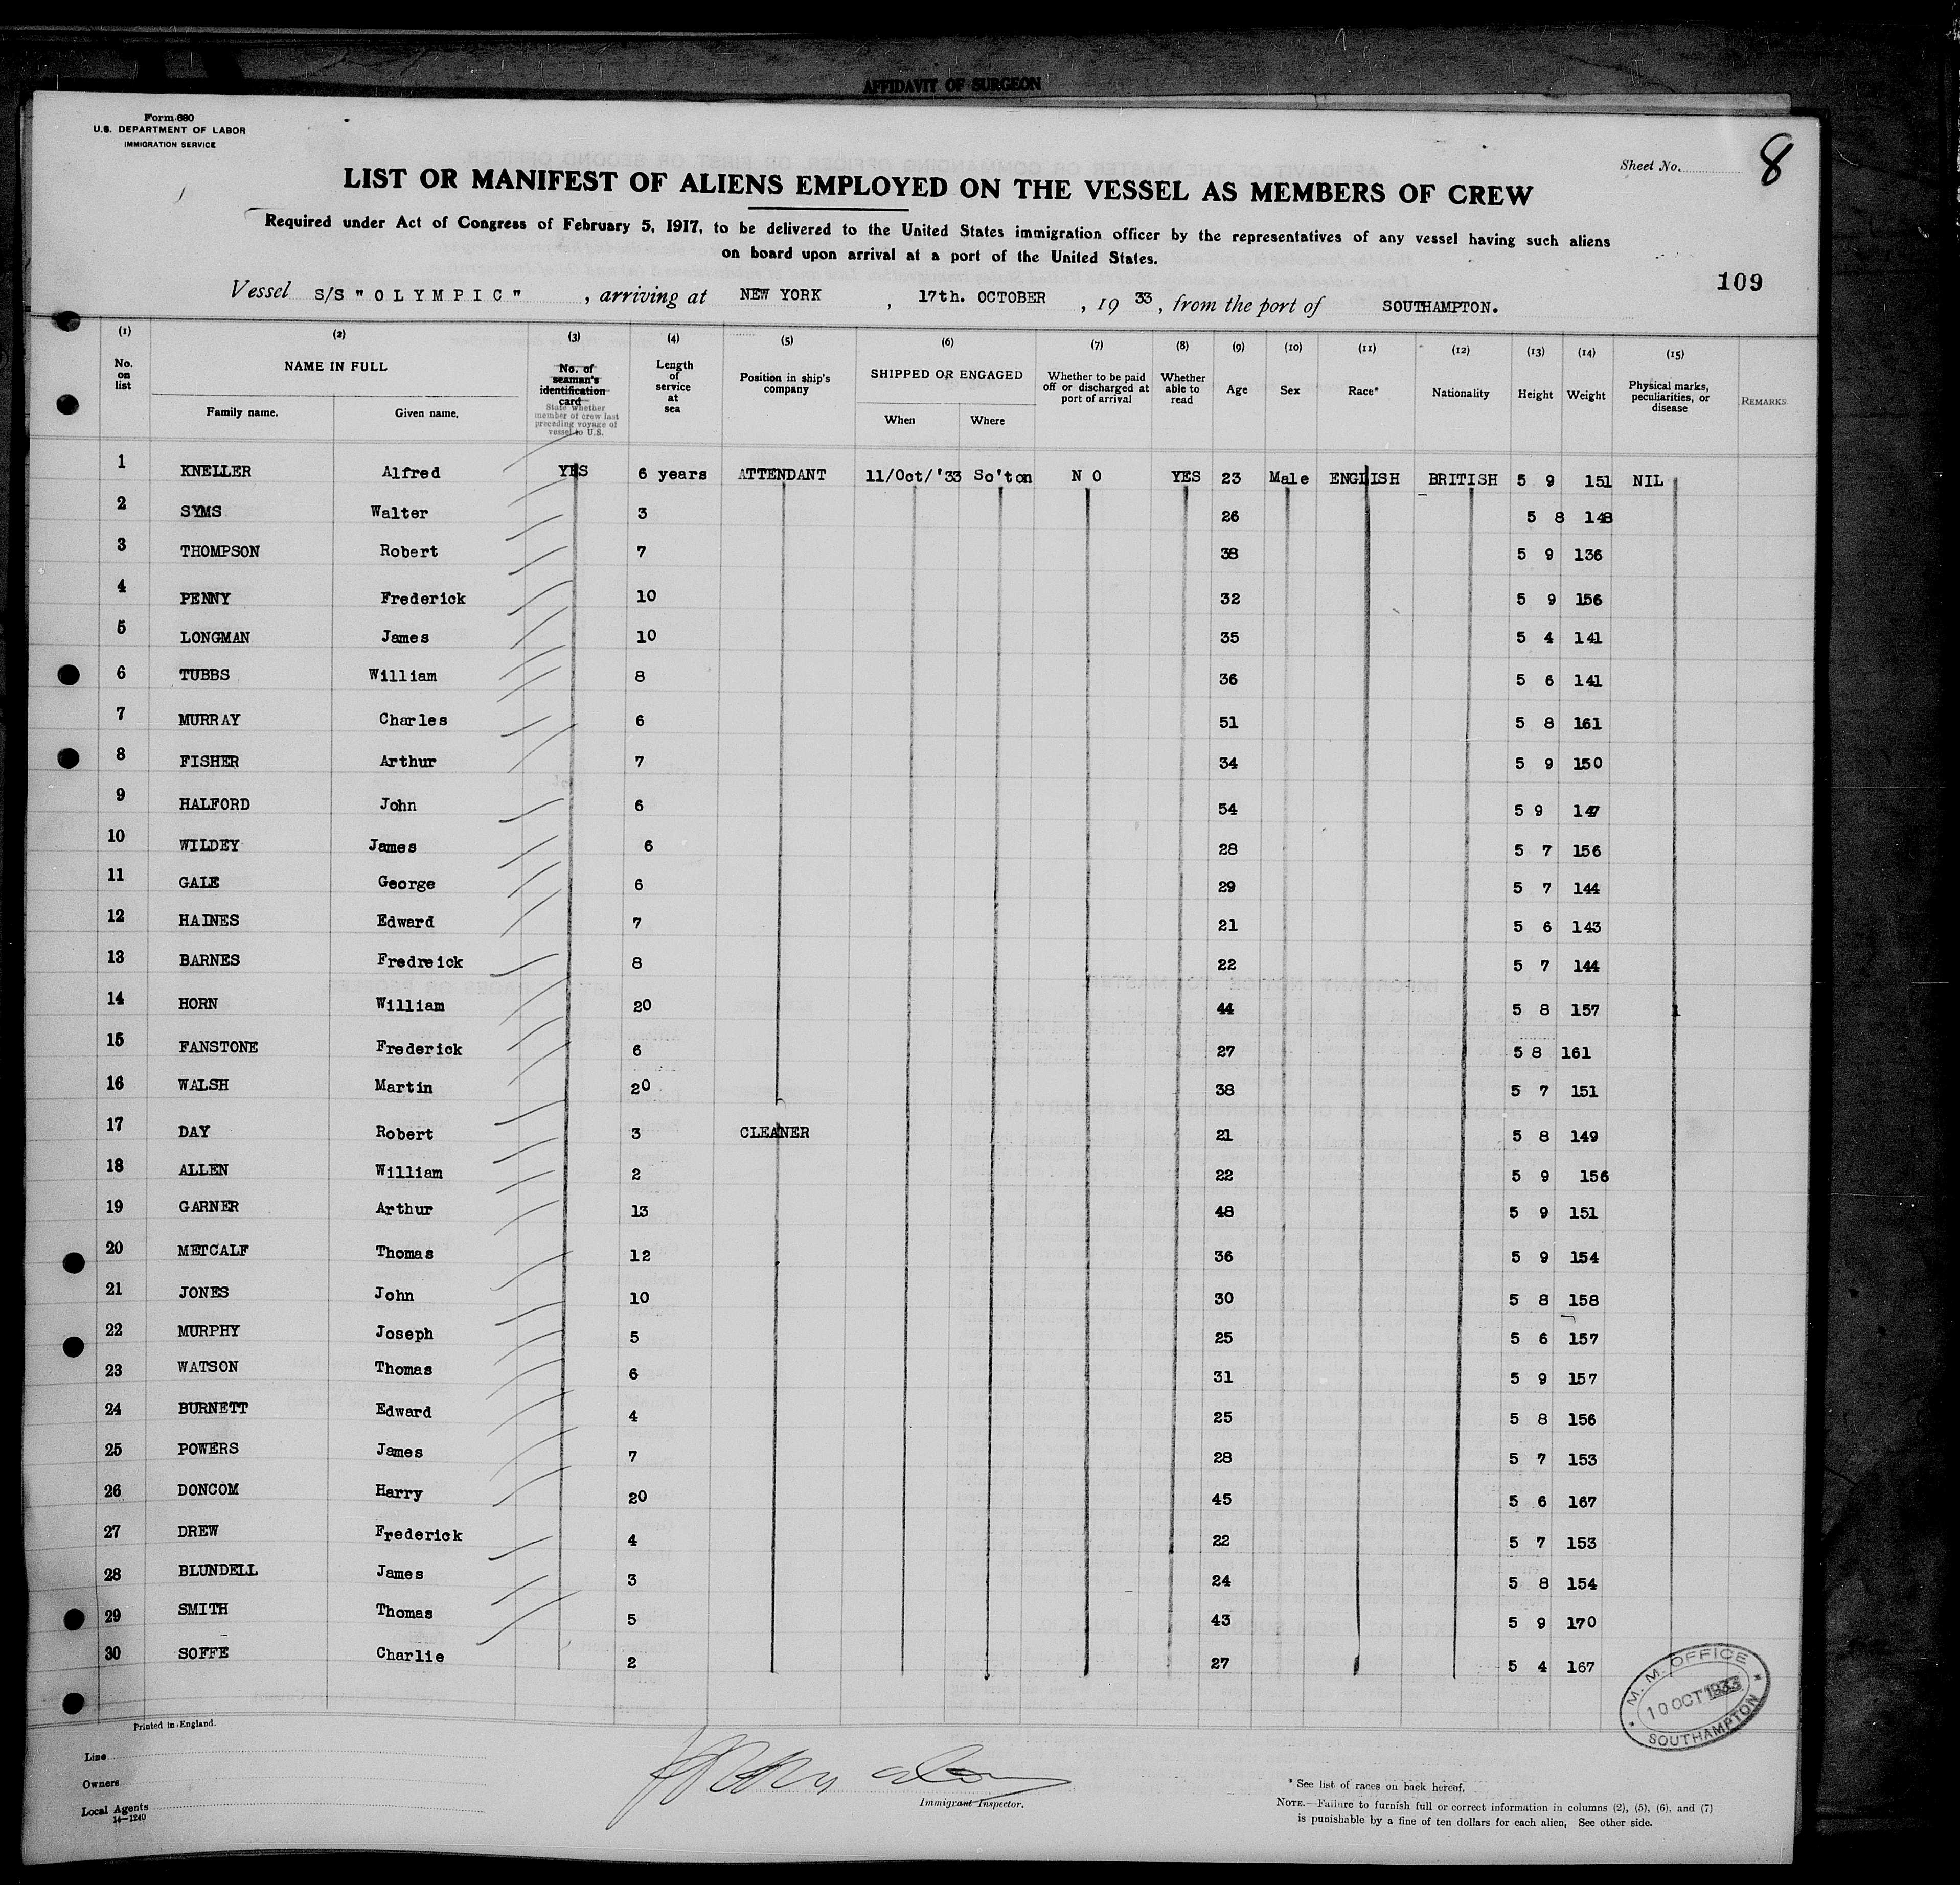 AFFIDAVIT OF SURGEON
Form 680
U.S. DEPARTMENT OF LABOR
IMMIGRATION SERVICE
Sheet No. 8
LIST OR MANIFEST OF ALIENS EMPLOYED ON THE VESSEL AS MEMBERS OF CREW
Required under Act of Congress of February 5, 1917, to be delivered to the United States immigration officer by the representatives of any vessel having such aliens
on board upon arrival at a port of the United States.
109
Vessel S/S "OLYMPIC" , arriving at NEW YORK , 17th. OCTOBER , 19 33 , from the port of SOUTHAMPTON.
(1) (2) (3) (4) (5) (6) (7) (8) (9) (10) (11) (12) (13) (14) (15)
No. on list NAME IN FULL Family name. Given name. No. of seaman's identification card State whether member of crew last preceding voyage of vessel to U.S. Length of service at sea Position in ship's company SHIPPED OR ENGAGED When Where Whether to be paid off or discharged at port of arrival Whether able to read Age Sex Race* Nationality Height Weight Physical marks, peculiarities, or disease REMARKS
1 KNELLER Alfred YES 6 years ATTENDANT 11/Oct/'33 So'ton N O YES 23 Male ENGLISH BRITISH 5 9 151 NIL
2 SYMS Walter 3 26 5 8 148
3 THOMPSON Robert 7 38 5 9 136
4 PENNY Frederick 10 32 5 9 156
5 LONGMAN James 10 35 5 4 141
6 TUBBS William 8 36 5 6 141
7 MURRAY Charles 6 51 5 8 161
8 FISHER Arthur 7 34 5 9 150
9 HALFORD John 6 54 5 9 147
10 WILDEY James 6 28 5 7 156
11 GALE George 6 29 5 7 144
12 HAINES Edward 7 21 5 6 143
13 BARNES Fredreick 8 22 5 7 144
14 HORN William 20 44 5 8 157
15 FANSTONE Frederick 6 27 5 8 161
16 WALSH Martin 20 38 5 7 151
17 DAY Robert 3 CLEANER 21 5 8 149
18 ALLEN William 2 22 5 9 156
19 GARNER Arthur 13 48 5 9 151
20 METCALF Thomas 12 36 5 9 154
21 JONES John 10 30 5 8 158
22 MURPHY Joseph 5 25 5 6 157
23 WATSON Thomas 6 31 5 9 157
24 BURNETT Edward 4 25 5 8 156
25 POWERS James 7 28 5 7 153
26 DONCOM Harry 20 45 5 6 167
27 DREW Frederick 4 22 5 7 153
28 BLUNDELL James 3 24 5 8 154
29 SMITH Thomas 5 43 5 9 170
30 SOFFE Charlie 2 27 5 4 167
M. M. OFFICE
10 OCT 1933
SOUTHAMPTON
Printed in England.
Line
Owners
Local Agents
14—1240
Immigrant Inspector.
* See list of races on back hereof.
NOTE.—Failure to furnish full or correct information in columns (2), (5), (6), and (7)
is punishable by a fine of ten dollars for each alien, See other side.